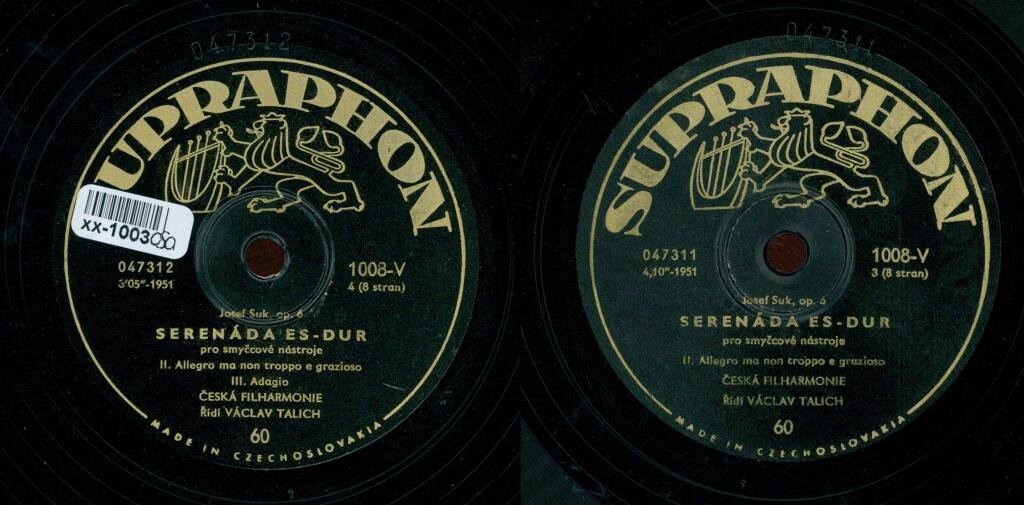 047312
UPRAPHON
xx-1003
047312
3'05"-1951
1008-V
4 (8 stran)
Josef Suk, op. 6
SERENÁDA ES-DUR
pro smyčcové nástroje
II. Allegro ma non troppo e grazioso
III. Adagio
ČESKÁ FILHARMONIE
Řídí VÁCLAV TALICH
60
MADE IN CZECHOSLOVAKIA
047311
SUPRAPHON
047311
4,10"-1951
1008-V
3 (8 stran)
Josef Suk, op. 6
SERENÁDA ES-DUR
pro smyčcové nástroje
II. Allegro ma non troppo e grazioso
ČESKÁ FILHARMONIE
Řídí VÁCLAV TALICH
60
MADE IN CZECHOSLOVAKIA